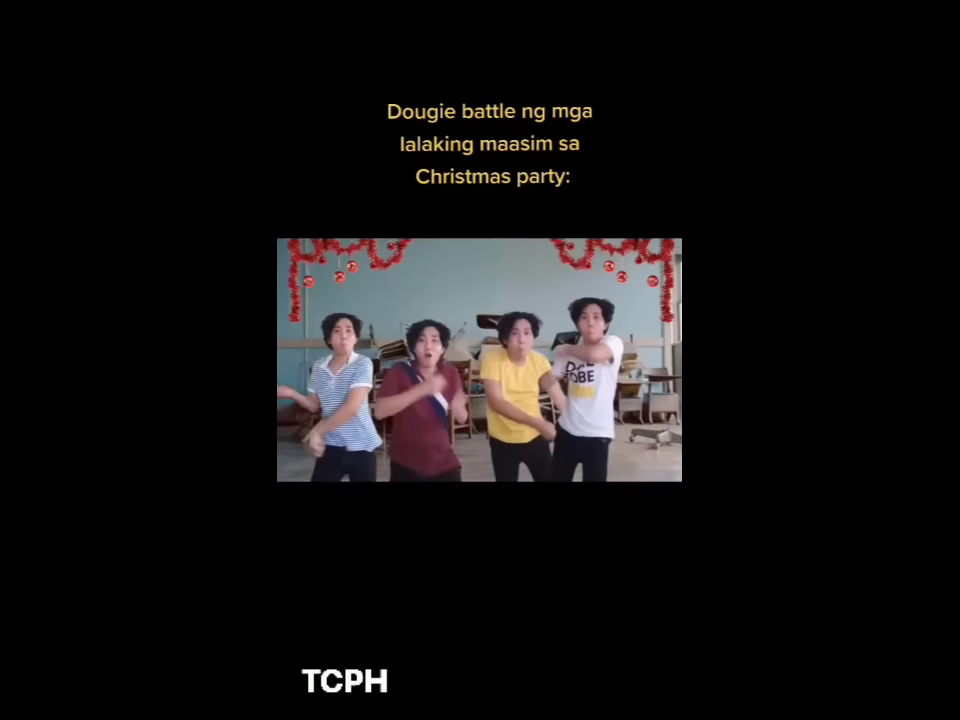 Dougie battle ng mga
lalaking maasim sa
Christmas party:
TCPH